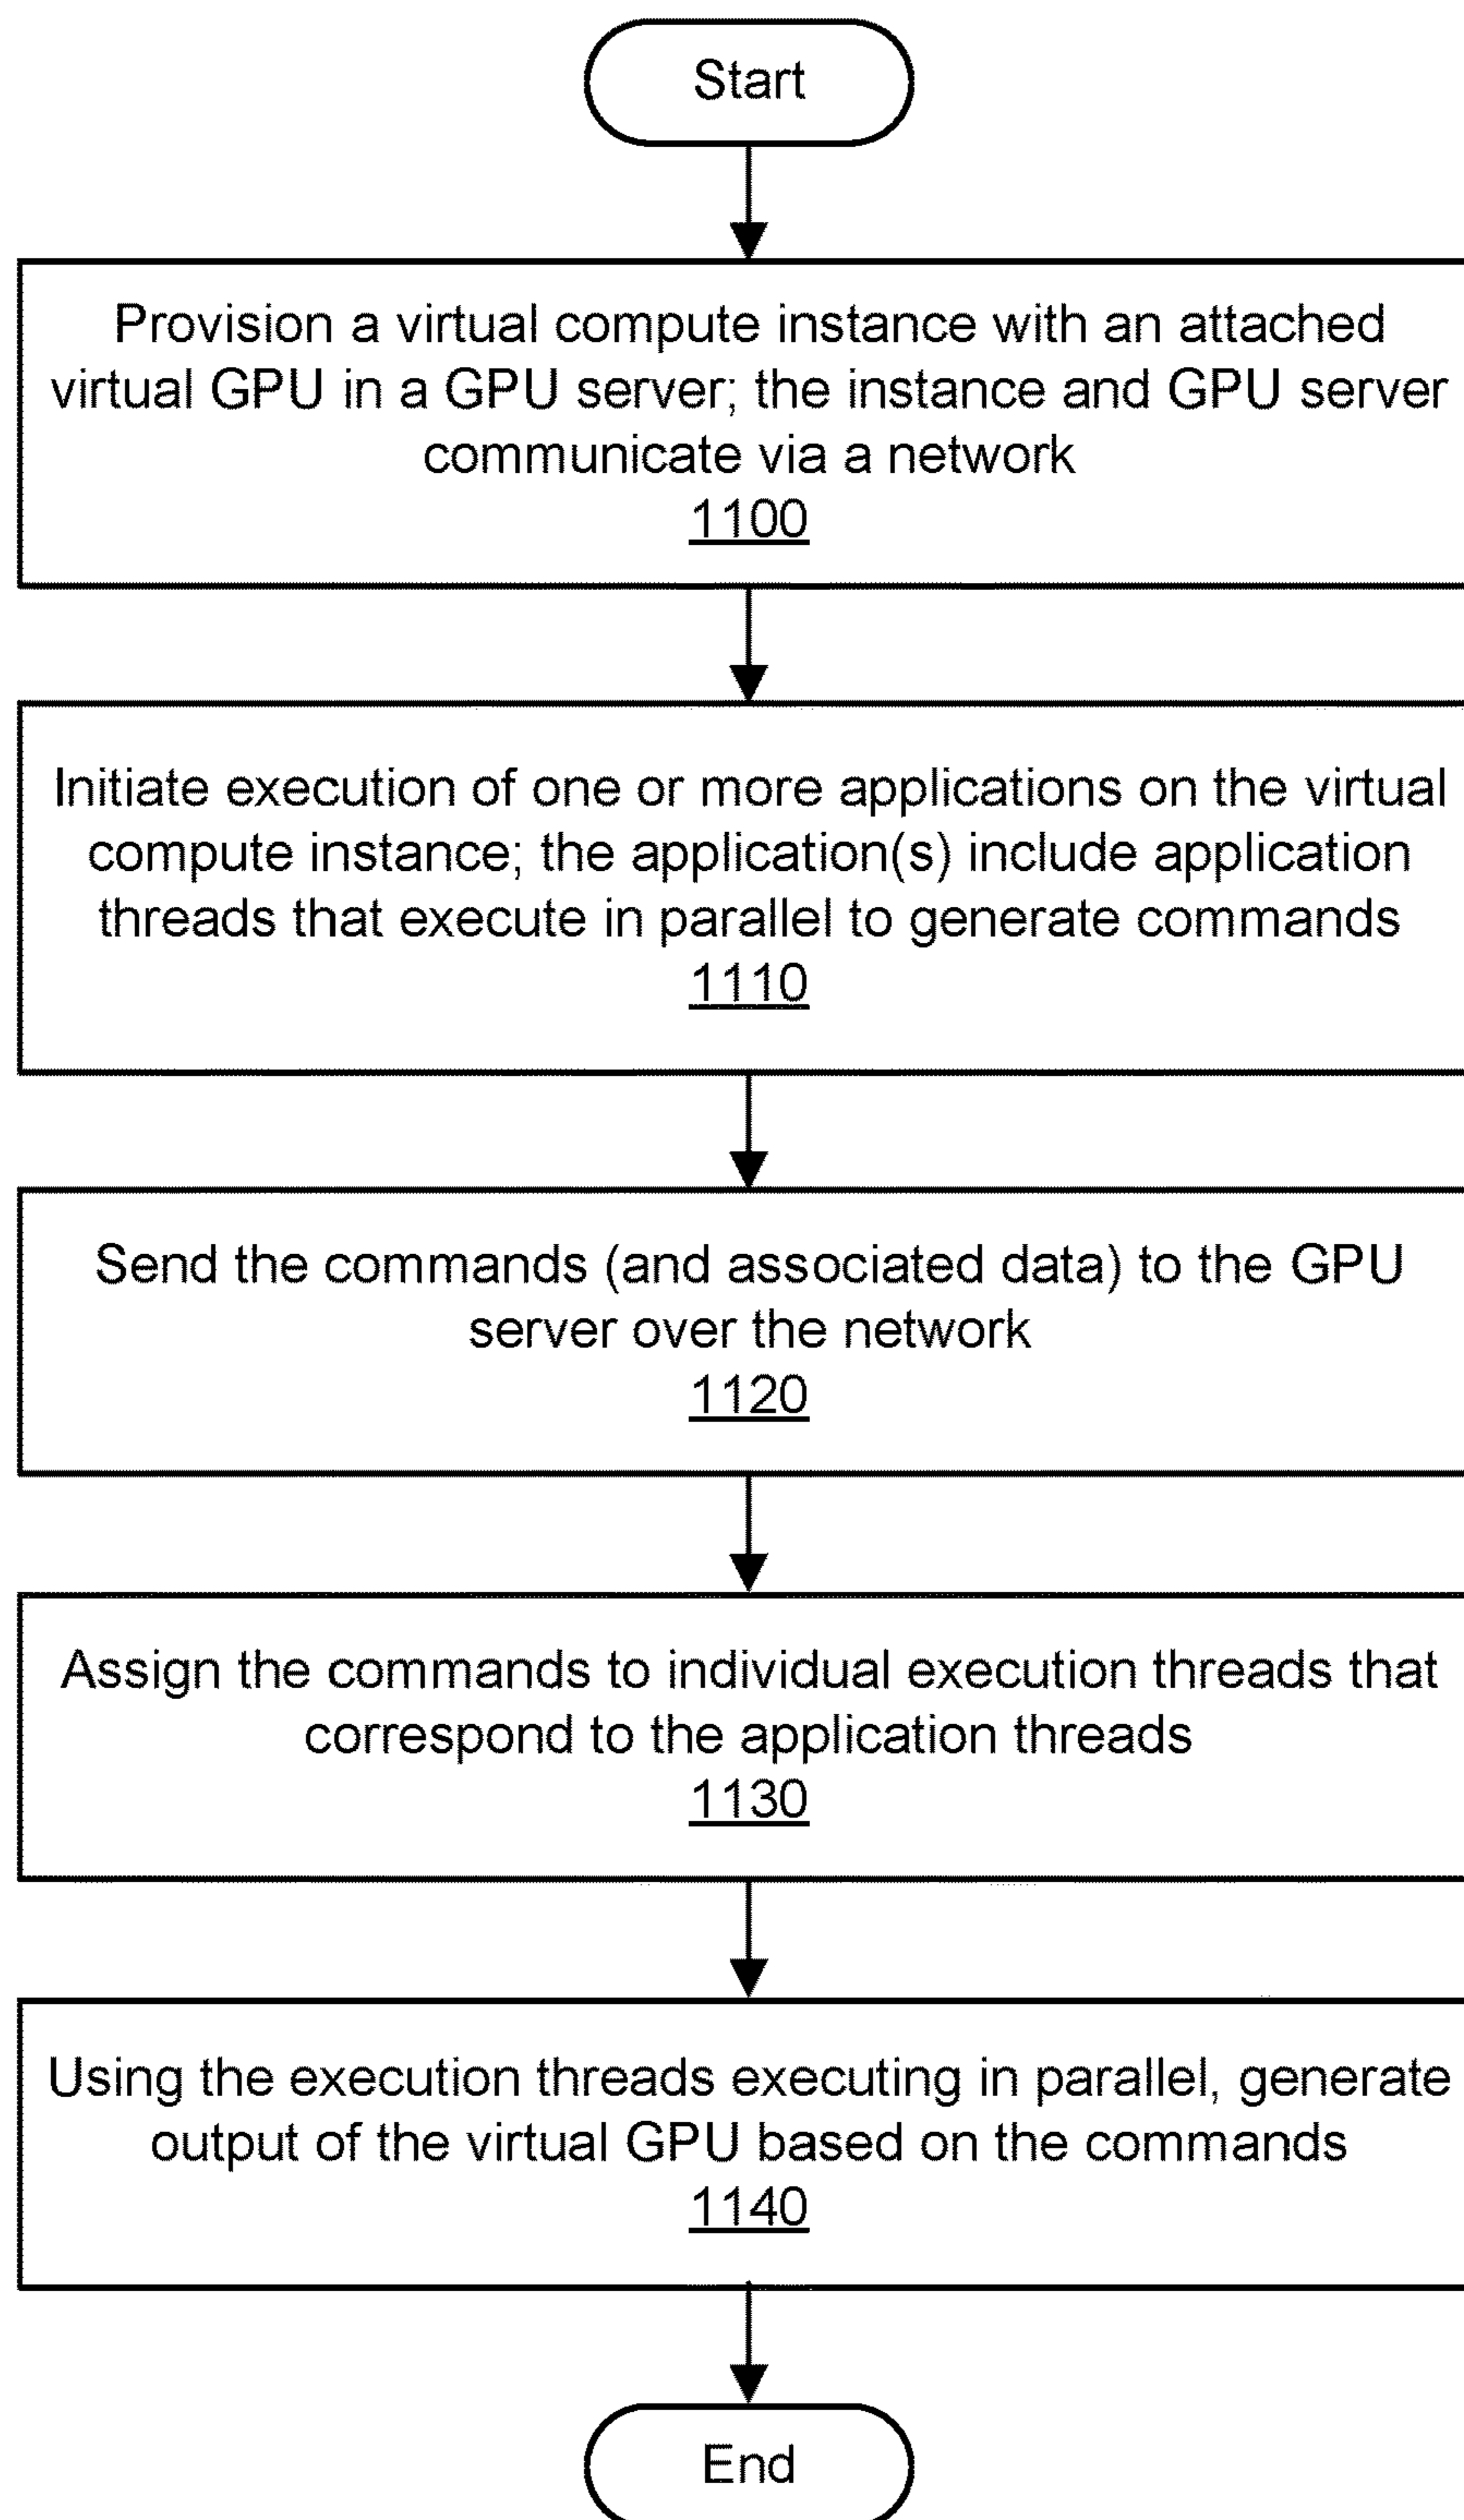 Start
Provision a virtual compute instance with an attached
virtual GPU in a GPU server; the instance and GPU server
communicate via a network
1100
Initiate execution of one or more applications on the virtual
compute instance; the application(s) include application
threads that execute in parallel to generate commands
1110
Send the commands (and associated data) to the GPU
server over the network
1120
Assign the commands to individual execution threads that
correspond to the application threads
1130
Using the execution threads executing in parallel, generate
output of the virtual GPU based on the commands
1140
End